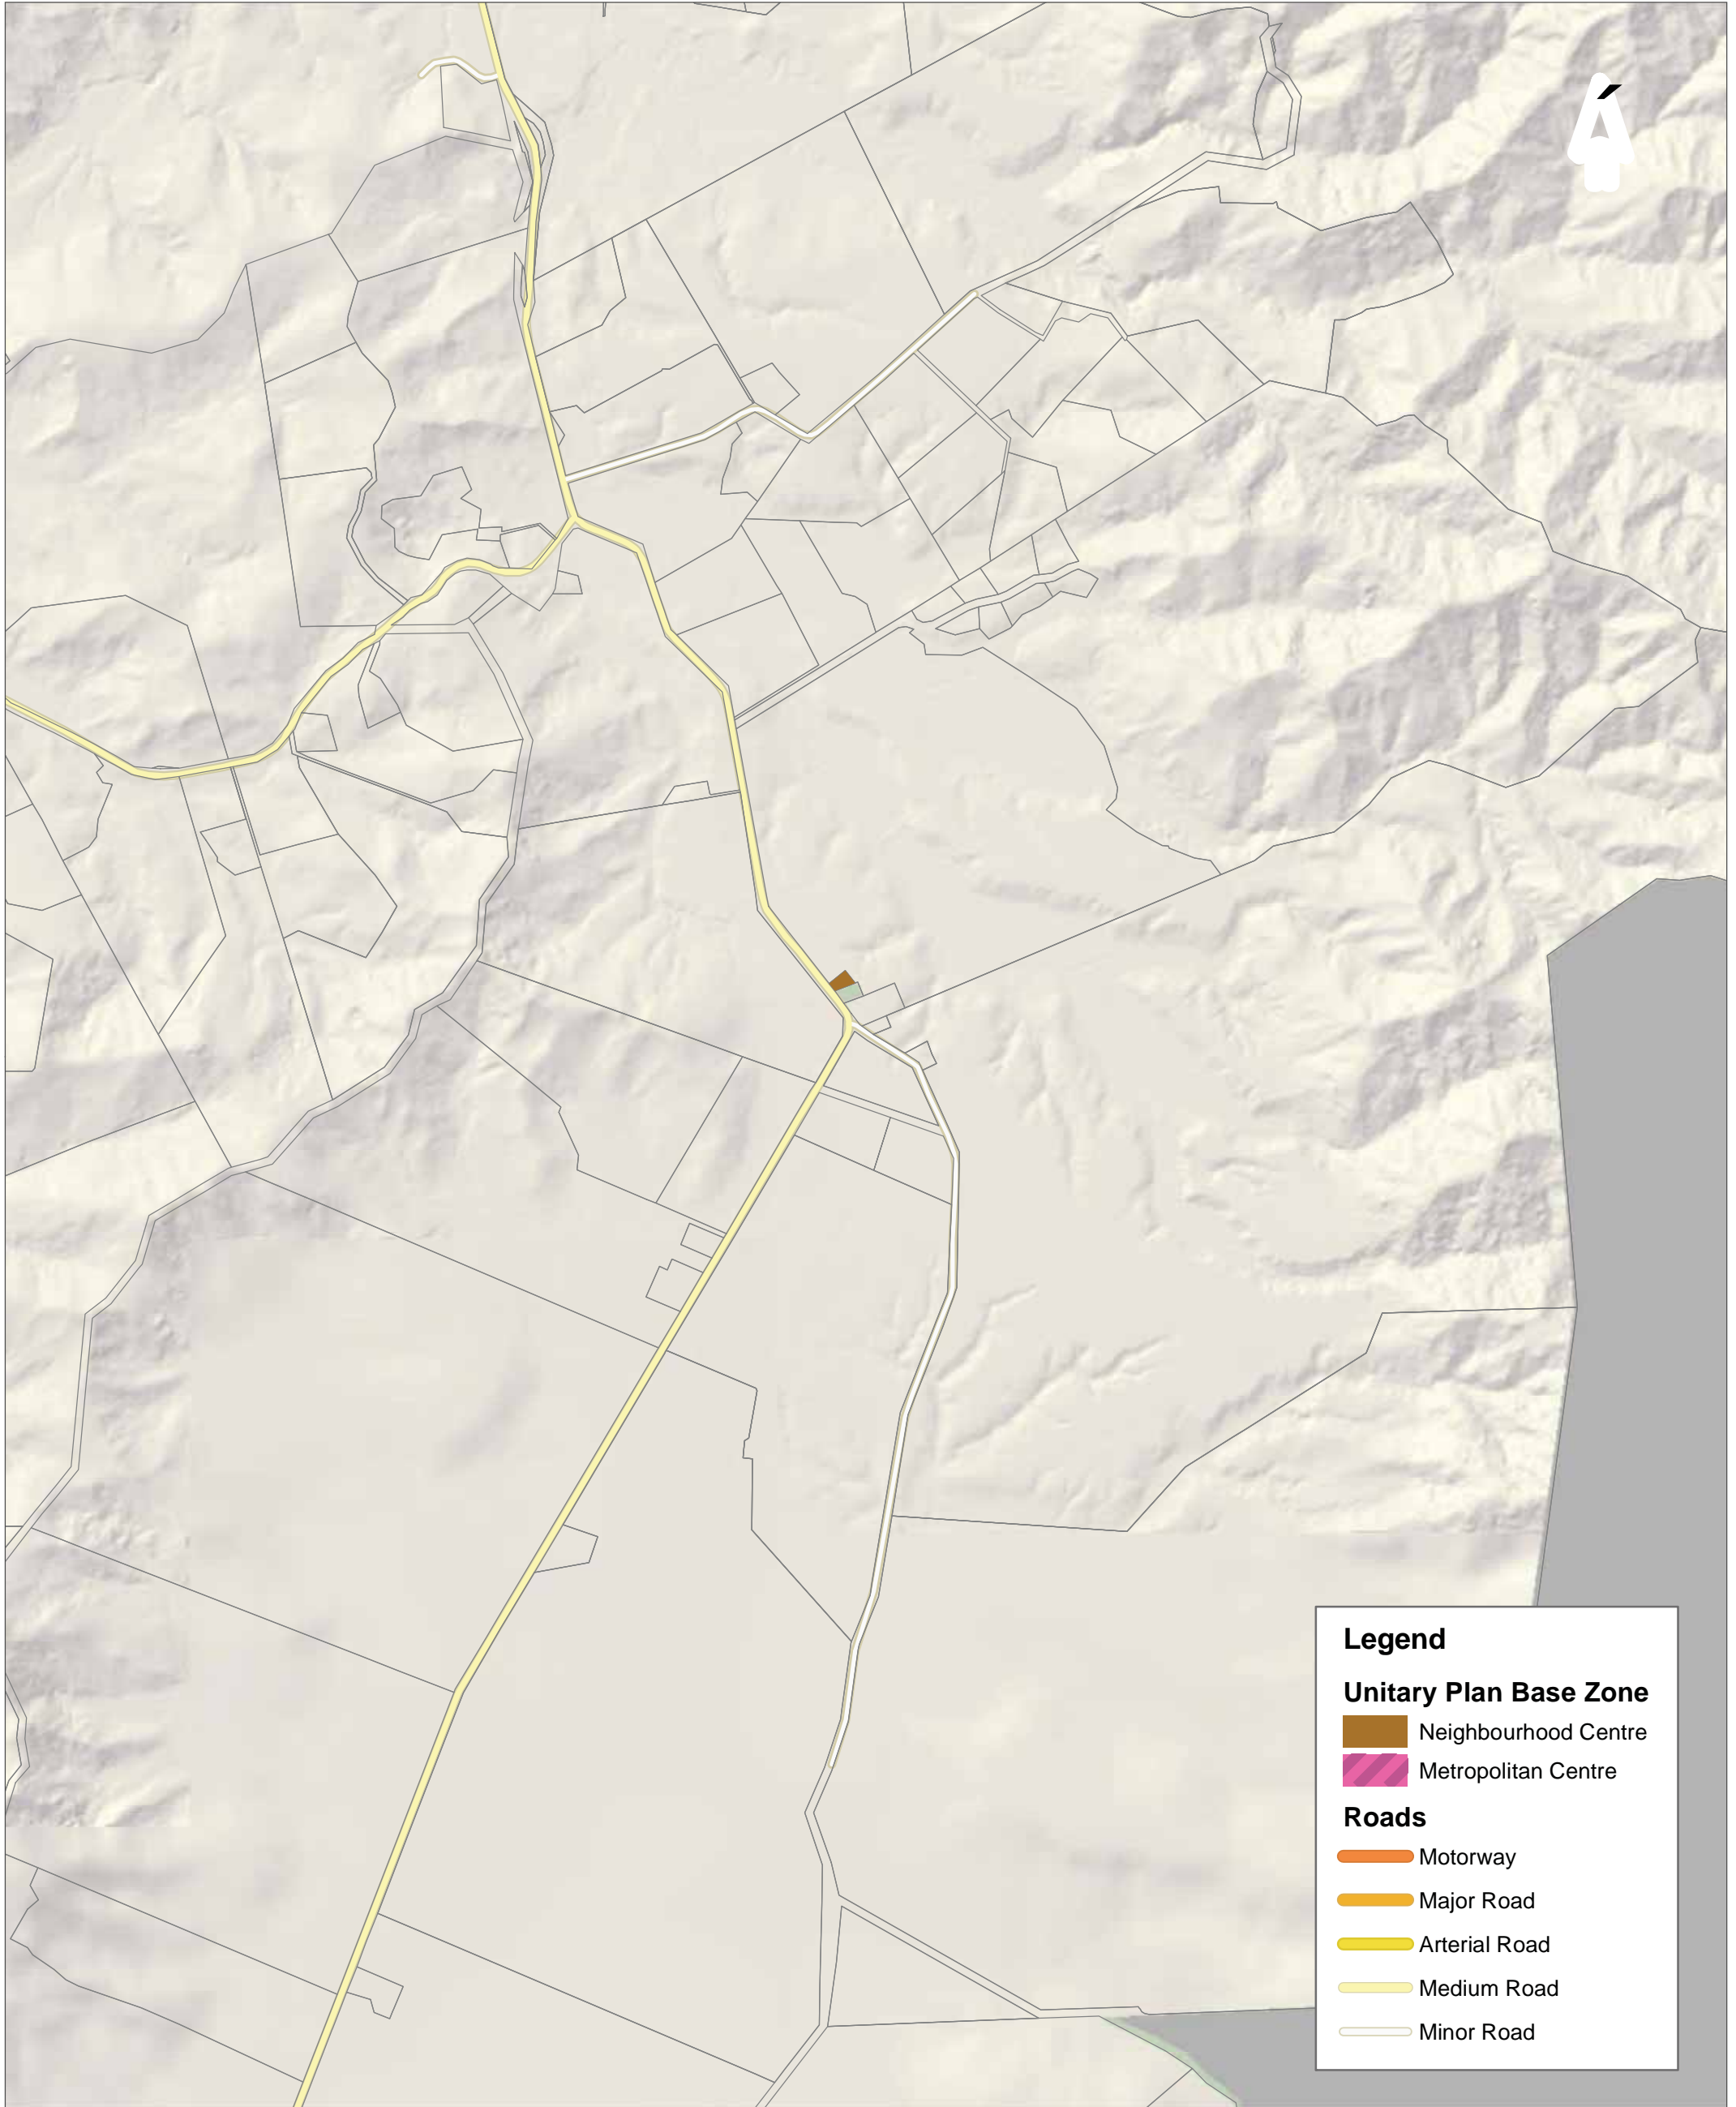 Legend
Unitary Plan Base Zone
Neighbourhood Centre
Metropolitan Centre
Roads
Motorway
Major Road
Arterial Road
Medium Road
Minor Road